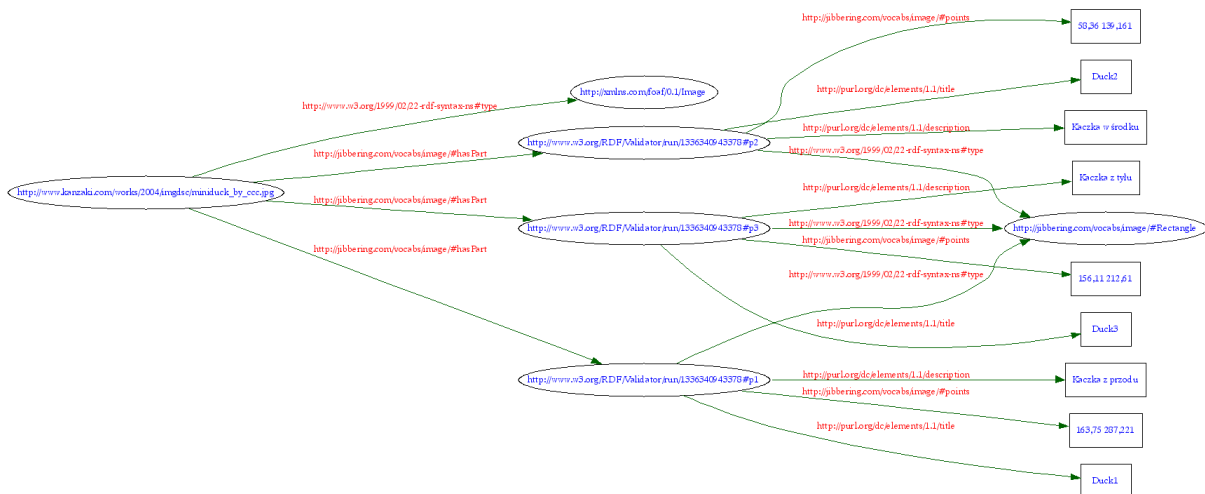 http://jibbering.com/vocabs/image/#points
58,36 139,161
http://xmlns.com/foaf/0.1/Image
Duck2
http://purl.org/dc/elements/1.1/title
http://www.w3.org/1999/02/22-rdf-syntax-ns#type
http://purl.org/dc/elements/1.1/description
Kaczka w środku
http://www.w3.org/RDF/Validator/run/1336340943378#p2
http://jibbering.com/vocabs/image/#hasPart
http://www.w3.org/1999/02/22-rdf-syntax-ns#type
Kaczka z tyłu
http://www.kanzaki.com/works/2004/imgdsc/miniduck_by_ccc.jpg
http://jibbering.com/vocabs/image/#hasPart
http://purl.org/dc/elements/1.1/description
http://www.w3.org/RDF/Validator/run/1336340943378#p3
http://www.w3.org/1999/02/22-rdf-syntax-ns#type
http://jibbering.com/vocabs/image/#Rectangle
http://jibbering.com/vocabs/image/#hasPart
http://jibbering.com/vocabs/image/#points
http://www.w3.org/1999/02/22-rdf-syntax-ns#type
156,11 212,61
http://purl.org/dc/elements/1.1/title
Duck3
http://www.w3.org/RDF/Validator/run/1336340943378#p1
http://purl.org/dc/elements/1.1/description
Kaczka z przodu
http://jibbering.com/vocabs/image/#points
163,75 287,221
http://purl.org/dc/elements/1.1/title
Duck1